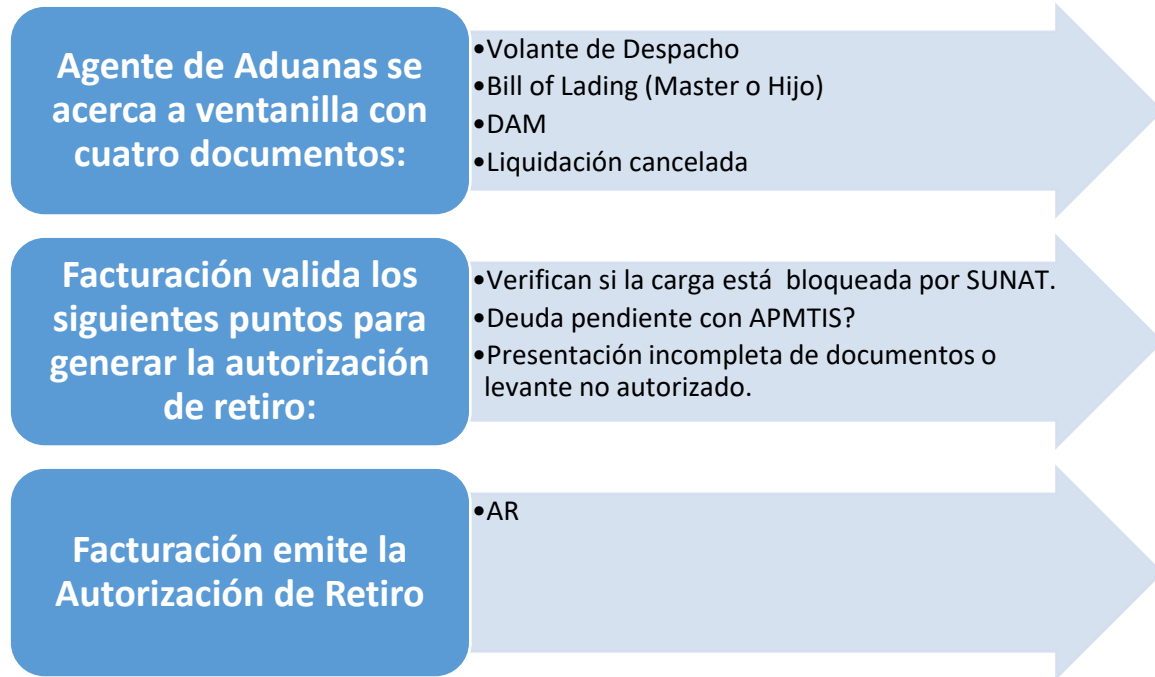 Agente de Aduanas se
acerca a ventanilla con
cuatro documentos:
•Volante de Despacho
•Bill of Lading (Master o Hijo)
•DAM
•Liquidación cancelada
Facturación valida los
siguientes puntos para
generar la autorización
de retiro:
•Verifican si la carga está bloqueada por SUNAT.
•Deuda pendiente con APMTIS?
•Presentación incompleta de documentos o
levante no autorizado.
Facturación emite la
Autorización de Retiro
•AR